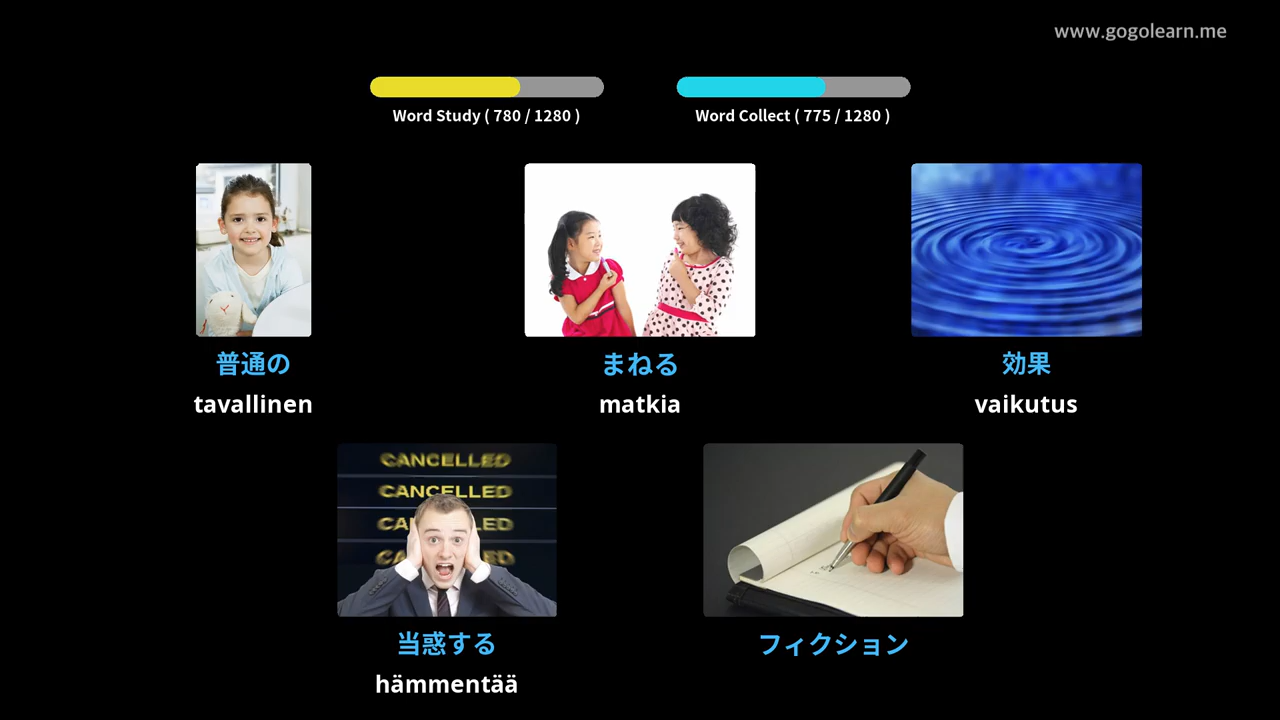 www.gogolearn.me
Word Study ( 780 / 1280 )
Word Collect ( 775 / 1280 )
普通の
tavallinen
まねる
matkia
効果
vaikutus
CANCELLED
CANCELLED
当惑する
hämmentää
フィクション